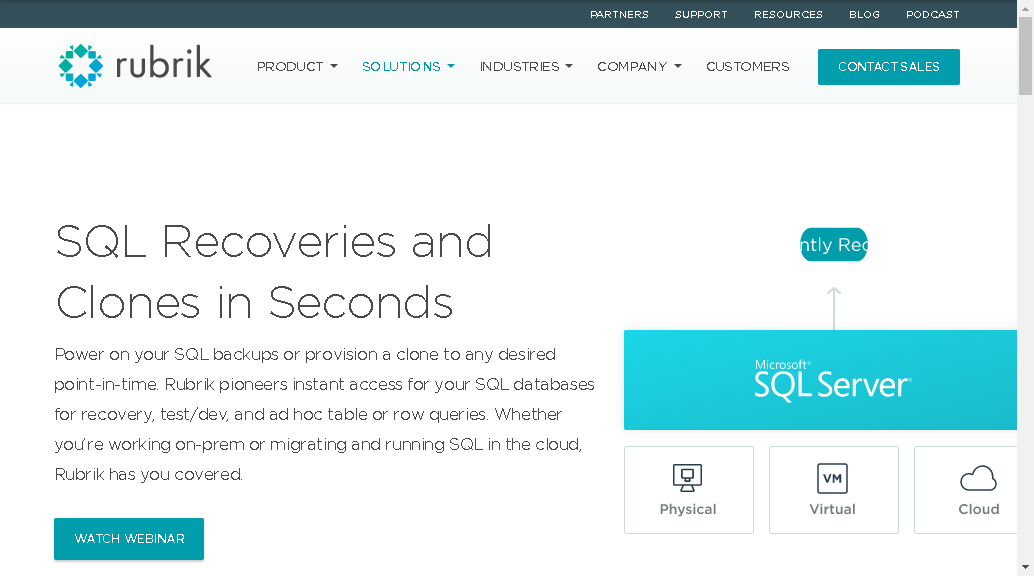 PARTNERS SUPPORT RESOURCES BLOG PODCAST
rubrik PRODUCT SOLUTIONS INDUSTRIES COMPANY CUSTOMERS CONTACT SALES
SQL Recoveries and
Clones in Seconds
Power on your SQL backups or provision a clone to any desired
point-in-time. Rubrik pioneers instant access for your SQL databases
for recovery, test/dev, and ad hoc table or row queries. Whether
you're working on-prem or migrating and running SQL in the cloud,
Rubrik has you covered.
WATCH WEBINAR
ntly Rec
Microsoft®
SQL Server®
VM
Physical Virtual Cloud